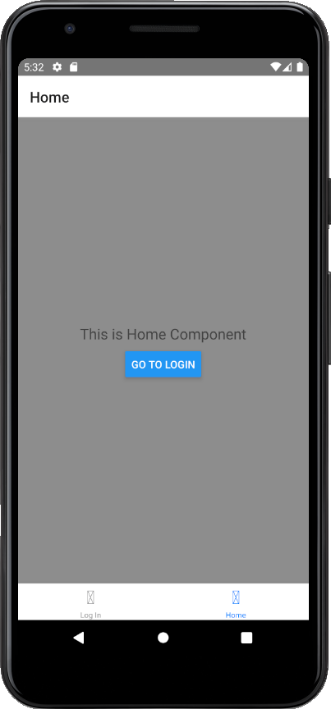 5:32
Home
This is Home Component
GO TO LOGIN
Log In
Home